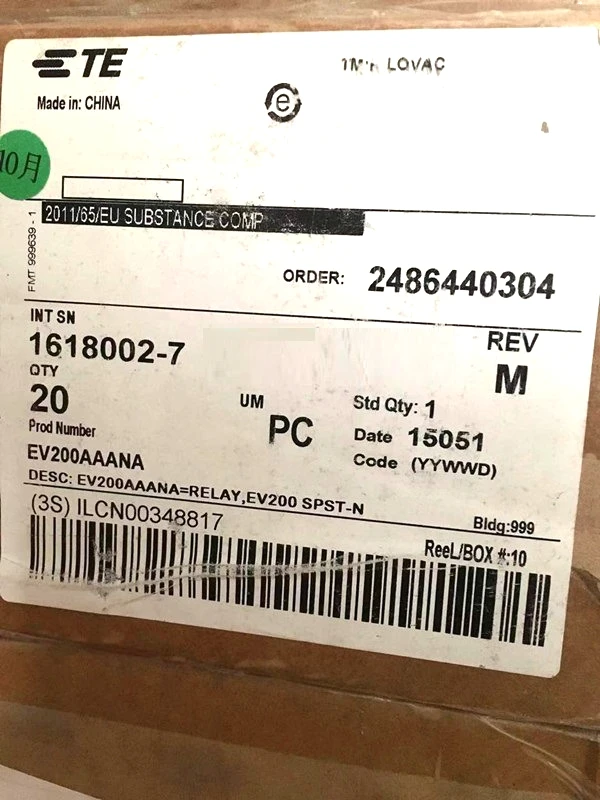 TE
LOVAC
Made in: CHINA
e
10月
2011/65/EU SUBSTANCE COMP
FMT 999639 - 1
ORDER: 2486440304
INT SN
1618002-7
REV
M
QTY
20
UM
PC
Std Qty: 1
Prod Number
Date 15051
Code (YYWWD)
EV200AAANA
DESC: EV200AAANA=RELAY,EV200 SPST-N
Bldg:999
(3S) ILCN00348817
ReeL/BOX #:10